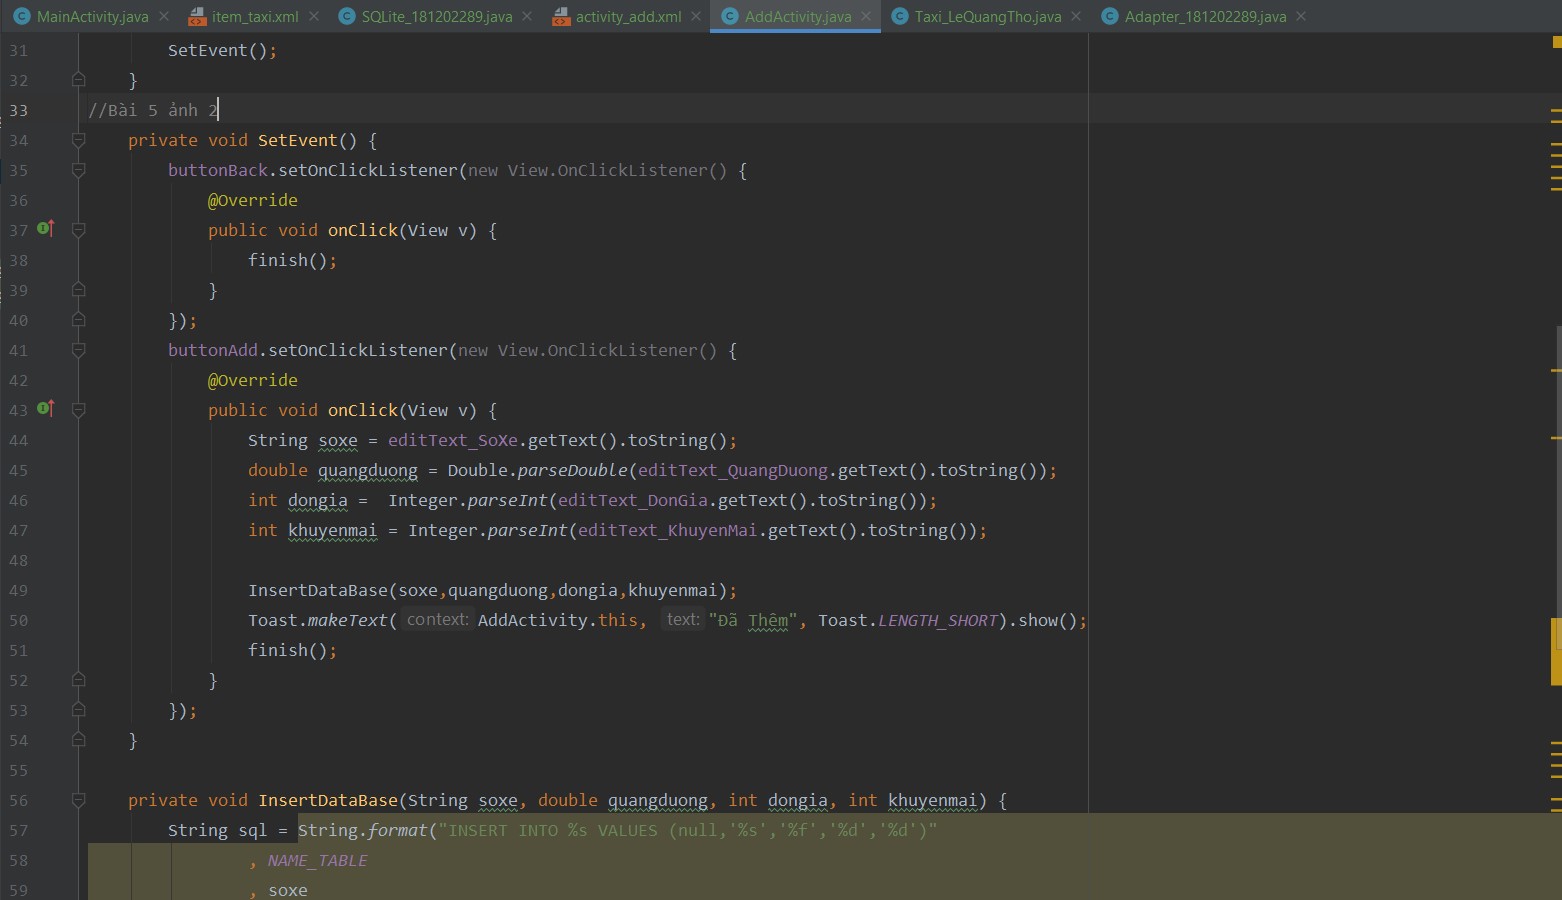 MainActivity.java item_taxi.xml SQLite_181202289.java activity_add.xml AddActivity.java Taxi_LeQuangTho.java Adapter_181202289.java
31 SetEvent();
32 }
33 //Bài 5 ảnh 2
34 private void SetEvent() {
35 buttonBack.setOnClickListener(new View.OnClickListener() {
36 @Override
37 public void onClick(View v) {
38 finish();
39 }
40 });
41 buttonAdd.setOnClickListener(new View.OnClickListener() {
42 @Override
43 public void onClick(View v) {
44 String soxe = editText_SoXe.getText().toString();
45 double quangduong = Double.parseDouble(editText_QuangDuong.getText().toString());
46 int dongia =  Integer.parseInt(editText_DonGia.getText().toString());
47 int khuyenmai = Integer.parseInt(editText_KhuyenMai.getText().toString());
48
49 InsertDataBase(soxe,quangduong,dongia,khuyenmai);
50 Toast.makeText( context: AddActivity.this, text: "Đã Thêm", Toast.LENGTH_SHORT).show();
51 finish();
52 }
53 });
54 }
55
56 private void InsertDataBase(String soxe, double quangduong, int dongia, int khuyenmai) {
57 String sql = String.format("INSERT INTO %s VALUES (null,'%s','%f','%d','%d')"
58 , NAME_TABLE
59 , soxe